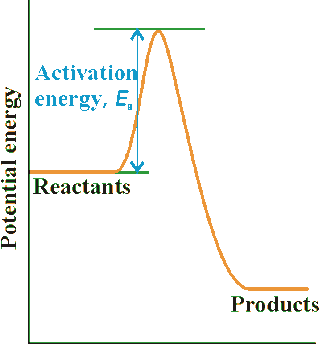 Potential energy
Activation
energy, Ea
Reactants
Products